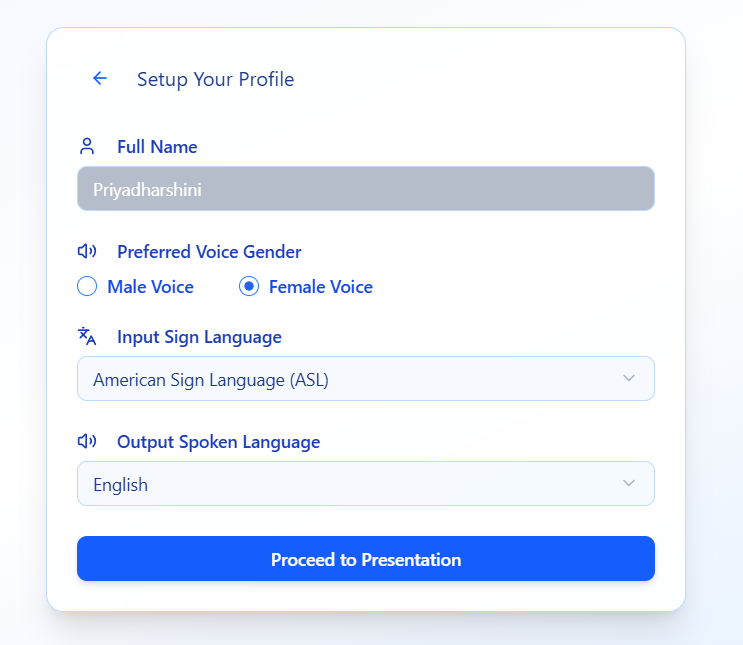 Setup Your Profile
Full Name
Priyadharshini
Preferred Voice Gender
Male Voice Female Voice
Input Sign Language
American Sign Language (ASL)
Output Spoken Language
English
Proceed to Presentation